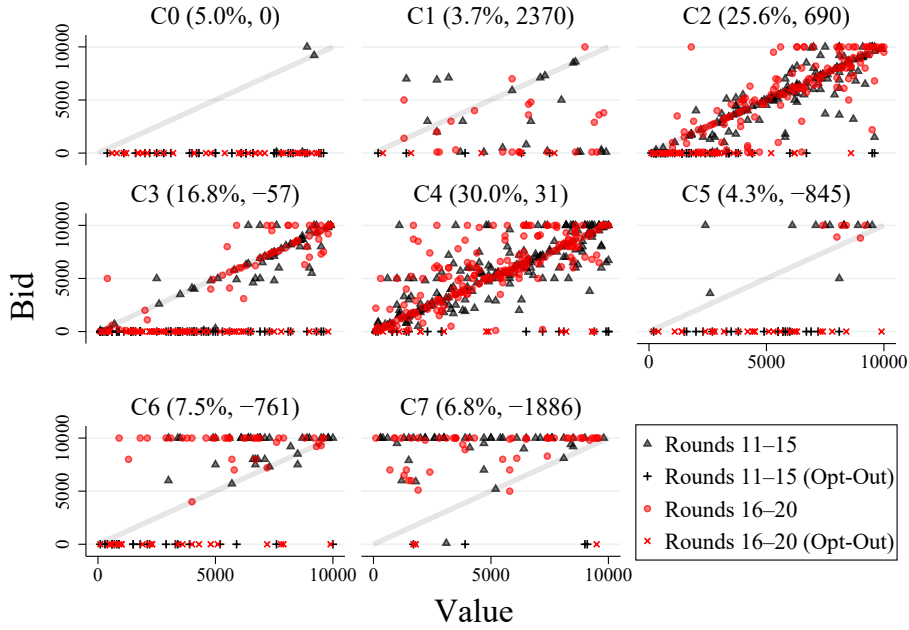 C0 (5.0%, 0)
C1 (3.7%, 2370)
C2 (25.6%, 690)
0 5000 10000
C3 (16.8%, −57)
C4 (30.0%, 31)
C5 (4.3%, −845)
0 5000 10000
0 5000 10000
C6 (7.5%, −761)
C7 (6.8%, −1886)
0 5000 10000
0 5000 10000
0 5000 10000
Bid
Value
Rounds 11–15
Rounds 11–15 (Opt-Out)
Rounds 16–20
Rounds 16–20 (Opt-Out)